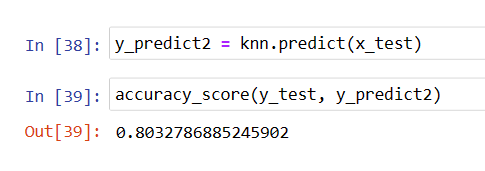 In [38]: y_predict2 = knn.predict(x_test)
In [39]: accuracy_score(y_test, y_predict2)
Out[39]: 0.8032786885245902